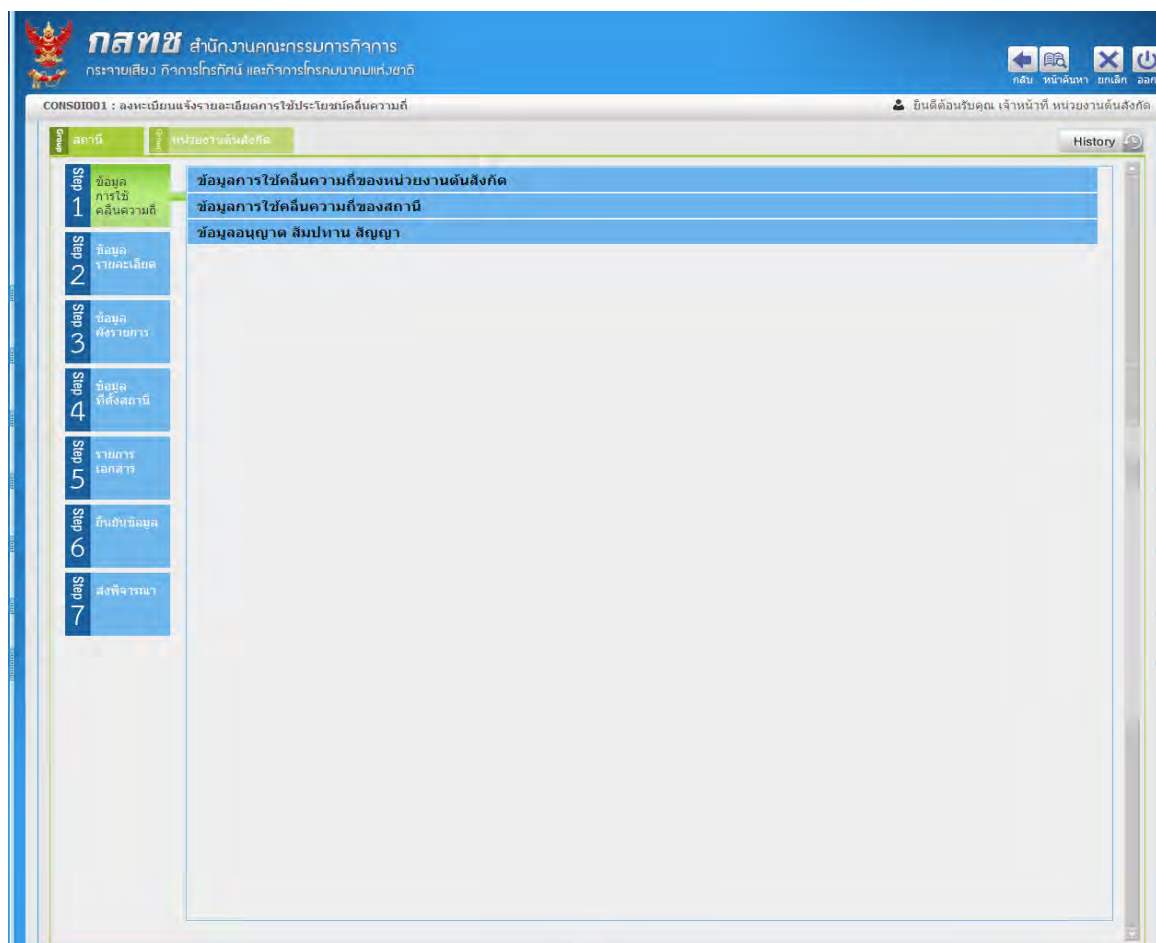 กสทช สำนักงานคณะกรรมการกิจการ
กระจายเสียง กิจการโทรทัศน์ และกิจการโทรคมนาคมแห่งชาติ
กลับ หน้าค้นหา ยกเลิก ออก
CONSOI001 : ลงทะเบียนแจ้งรายละเอียดการใช้ประโยชน์คลื่นความถี่
ยินดีต้อนรับคุณ เจ้าหน้าที่ หน่วยงานต้นสังกัด
Group สถานี
Group หน่วยงานต้นสังกัด
History
Step 1
ข้อมูล
การใช้
คลื่นความถี่
ข้อมูลการใช้คลื่นความถี่ของหน่วยงานต้นสังกัด
ข้อมูลการใช้คลื่นความถี่ของสถานี
ข้อมูลอนุญาต สัมปทาน สัญญา
Step 2
ข้อมูล
รายละเอียด
Step 3
ข้อมูล
ผังรายการ
Step 4
ข้อมูล
ที่ตั้งสถานี
Step 5
รายการ
เอกสาร
Step 6
ยืนยันข้อมูล
Step 7
ส่งพิจารณา